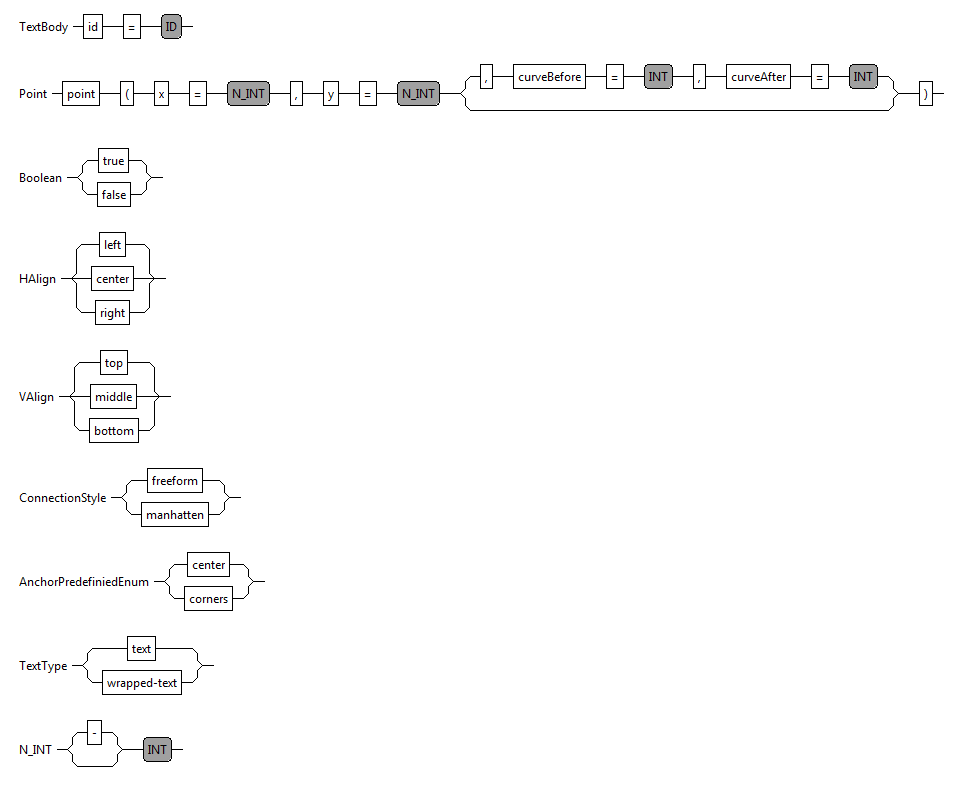 TextBody id = ID
, curveBefore = INT , curveAfter = INT
Point point ( x = N_INT , y = N_INT )
true
Boolean
false
left
HAlign center
right
top
VAlign middle
bottom
freeform
ConnectionStyle
manhatten
center
AnchorPredefiniedEnum
corners
text
TextType
wrapped-text
-
N_INT INT